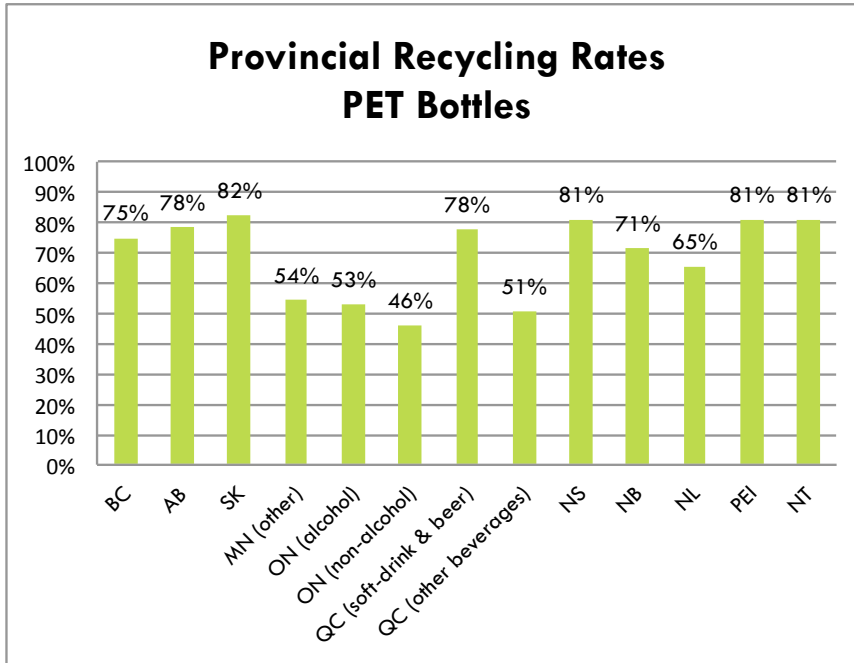 Provincial Recycling Rates
PET Bottles
100%
90%
80%
70%
60%
50%
40%
30%
20%
10%
0%
75%
78%
82%
54%
53%
46%
78%
51%
81%
71%
65%
81%
81%
BC
AB
SK
MN (other)
ON (alcohol)
ON (non-alcohol)
QC (soft-drink & beer)
QC (other beverages)
NS
NB
NL
PEI
NT